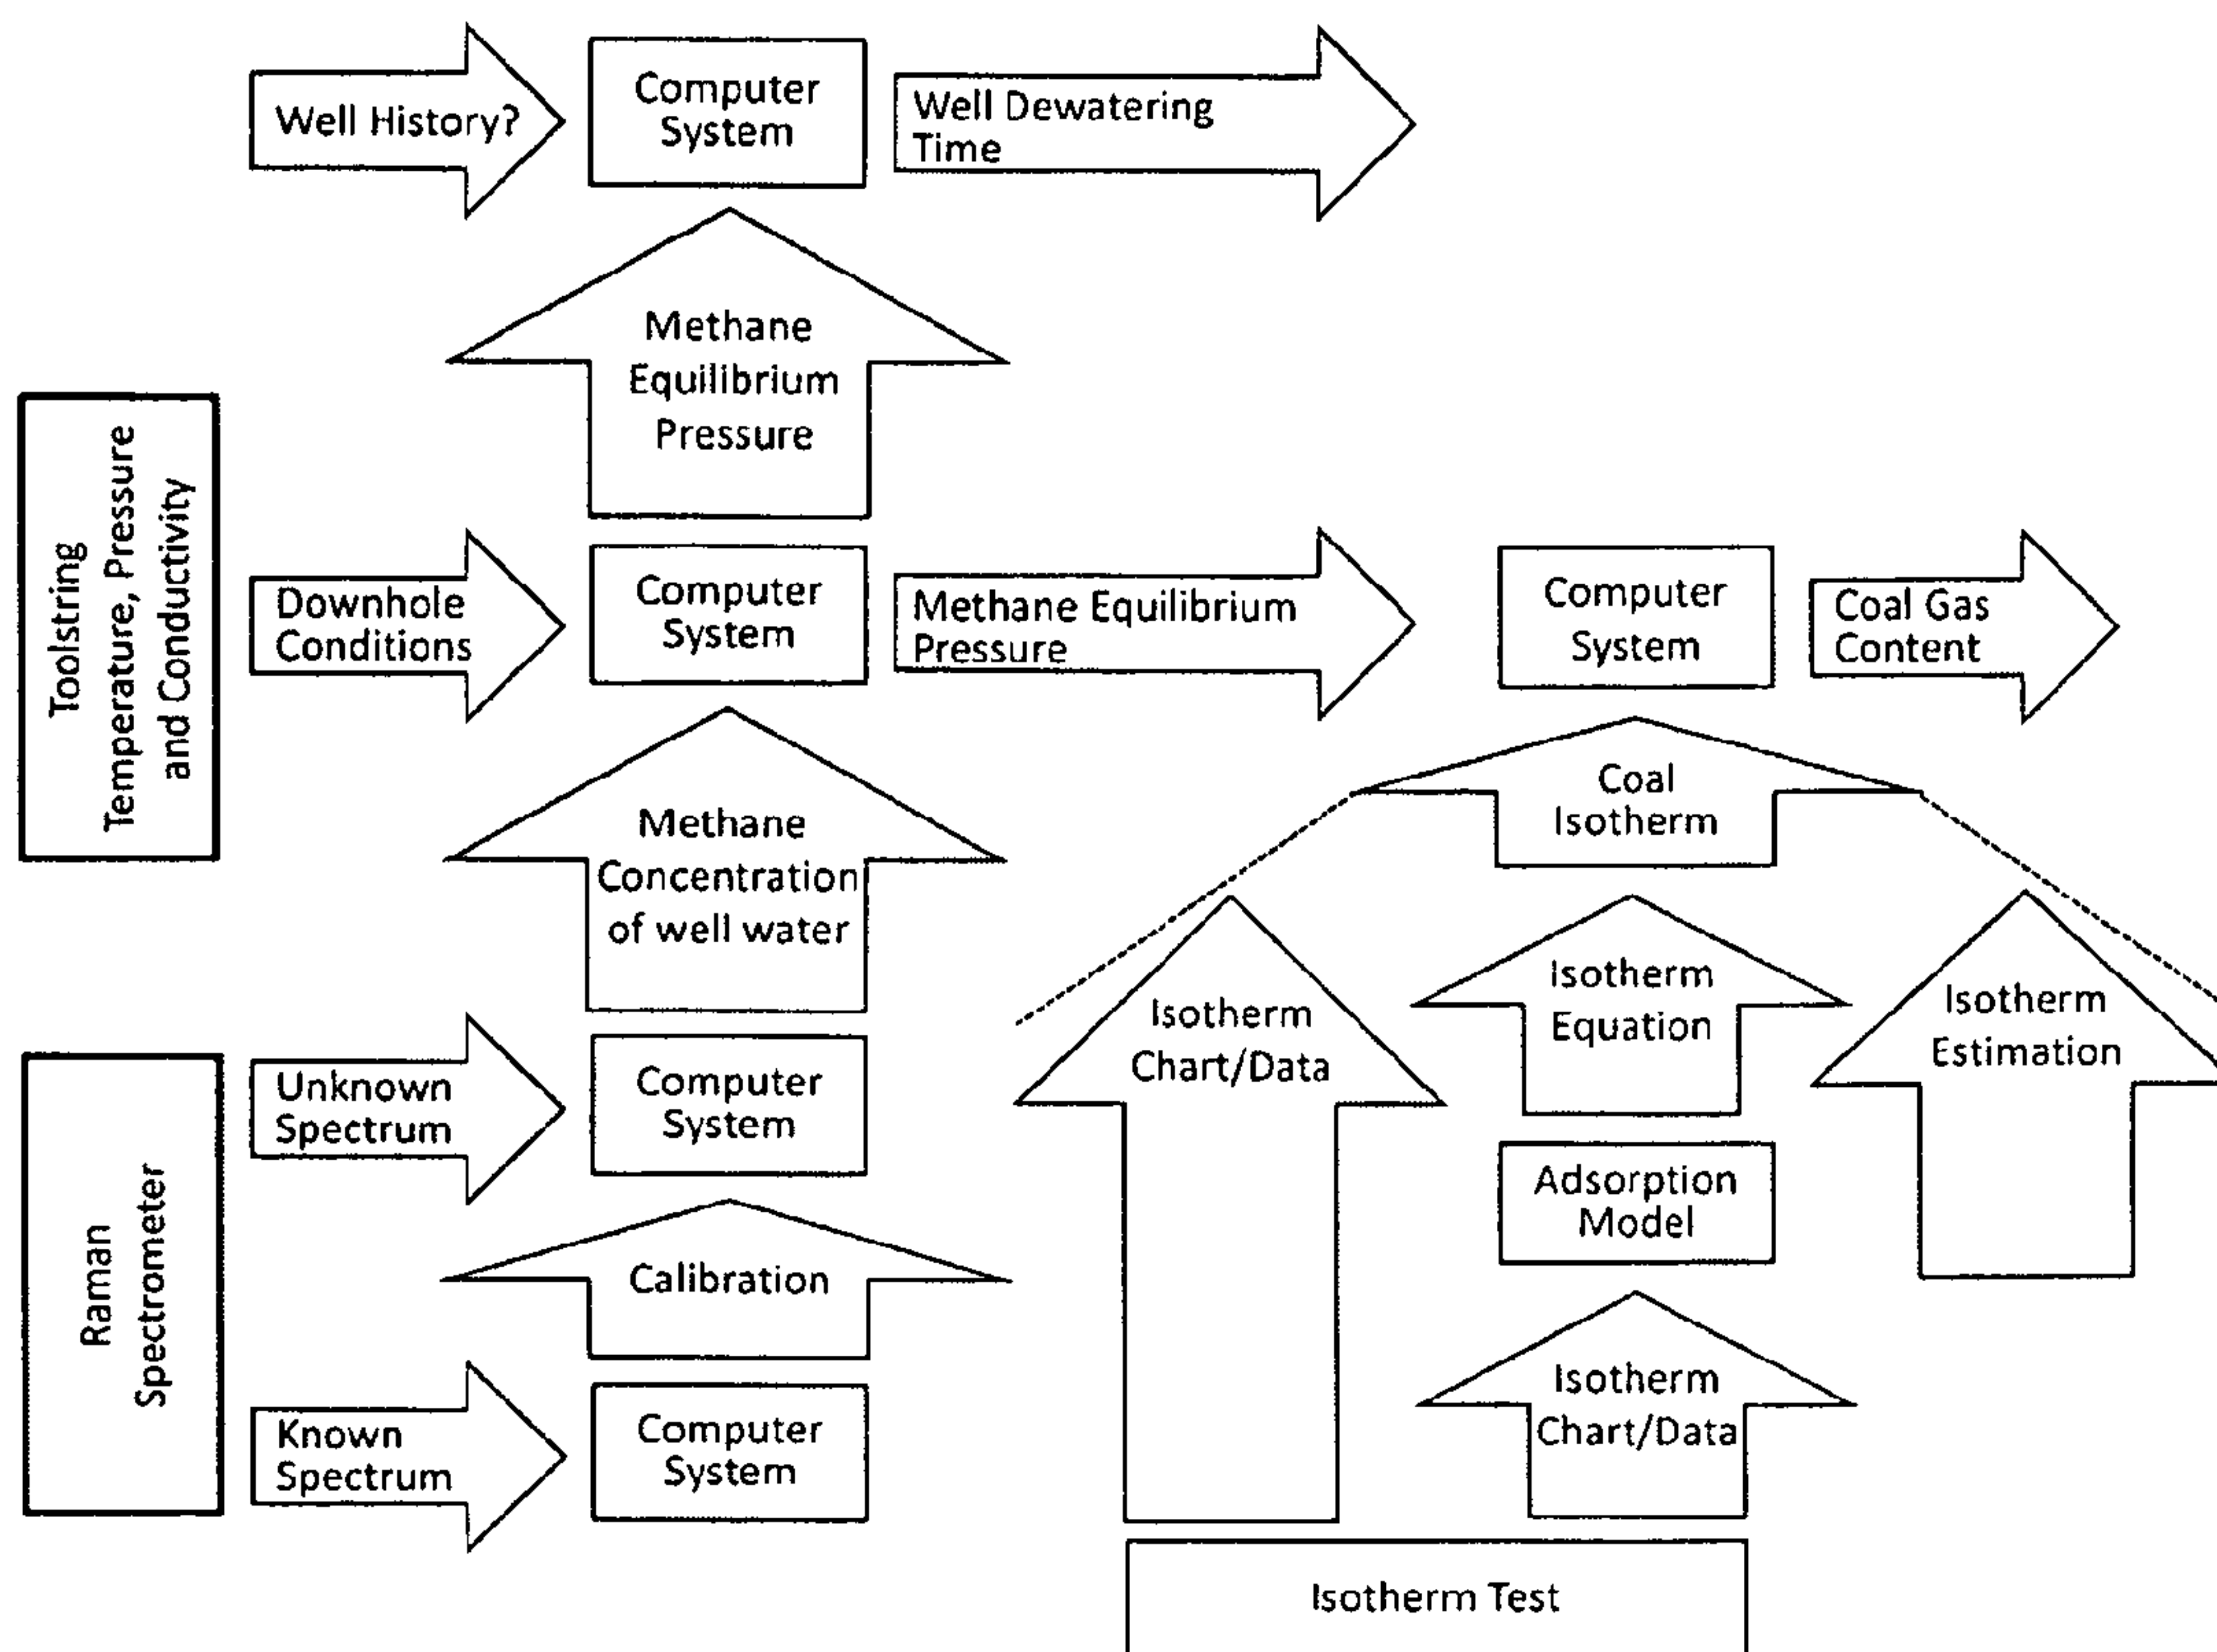 Well History?
Computer
System
Well Dewatering
Time
Methane
Equilibrium
Pressure
Toolstring
Temperature, Pressure
and Conductivity
Downhole
Conditions
Computer
System
Methane Equilibrium
Pressure
Computer
System
Coal Gas
Content
Coal
Isotherm
Methane
Concentration
of well water
Isotherm
Chart/Data
Isotherm
Equation
Isotherm
Estimation
Raman
Spectrometer
Unknown
Spectrum
Computer
System
Adsorption
Model
Calibration
Isotherm
Chart/Data
Known
Spectrum
Computer
System
Isotherm Test